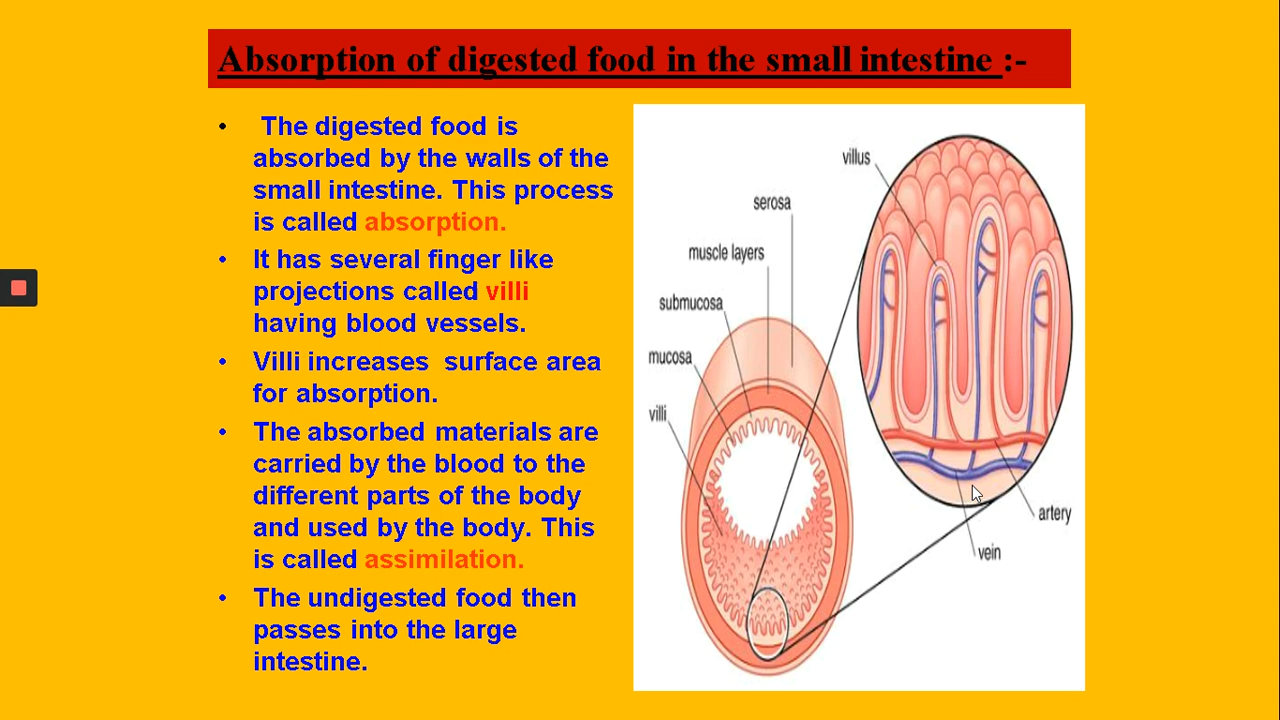 Absorption of digested food in the small intestine :-
• The digested food is
absorbed by the walls of the
small intestine. This process
is called absorption.
• It has several finger like
projections called villi
having blood vessels.
• Villi increases surface area
for absorption.
• The absorbed materials are
carried by the blood to the
different parts of the body
and used by the body. This
is called assimilation.
• The undigested food then
passes into the large
intestine.
villus
serosa
muscle layers
submucosa
mucosa
villi
artery
vein